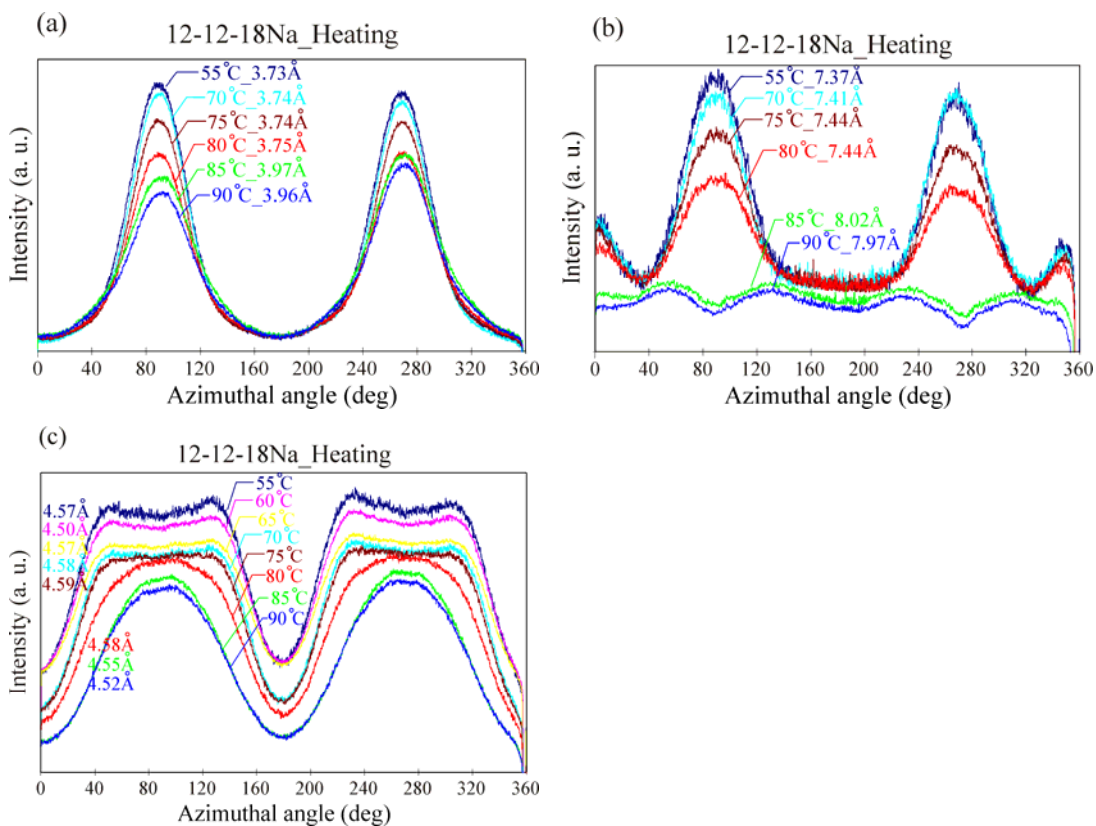 (a)
12-12-18Na_Heating
55°C_3.73Å
70°C_3.74Å
75°C_3.74Å
80°C_3.75Å
85°C_3.97Å
90°C_3.96Å
Intensity (a. u.)
0 40 80 120 160 200 240 280 320 360
Azimuthal angle (deg)
(b)
12-12-18Na_Heating
55°C_7.37Å
70°C_7.41Å
75°C_7.44Å
80°C_7.44Å
85°C_8.02Å
90°C_7.97Å
Intensity (a. u.)
0 40 80 120 160 200 240 280 320 360
Azimuthal angle (deg)
(c)
12-12-18Na_Heating
55°C
60°C
65°C
70°C
75°C
80°C
85°C
90°C
4.57Å
4.50Å
4.57Å
4.58Å
4.59Å
4.58Å
4.55Å
4.52Å
Intensity (a. u.)
0 40 80 120 160 200 240 280 320 360
Azimuthal angle (deg)